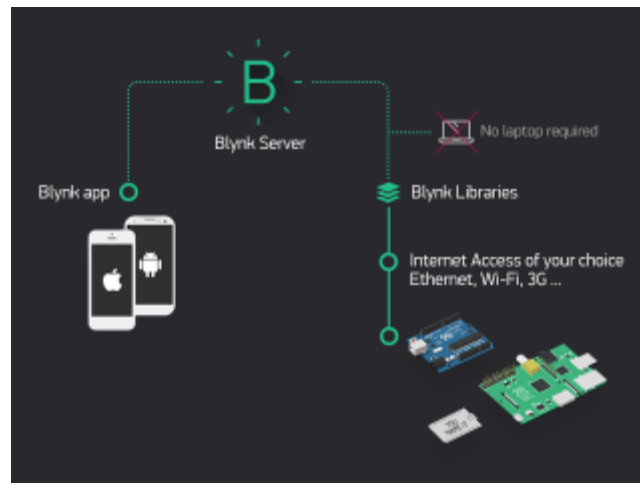 B
Blynk Server
No laptop required
Blynk app
Blynk Libraries
Internet Access of your choice
Ethernet, Wi-Fi, 3G ...